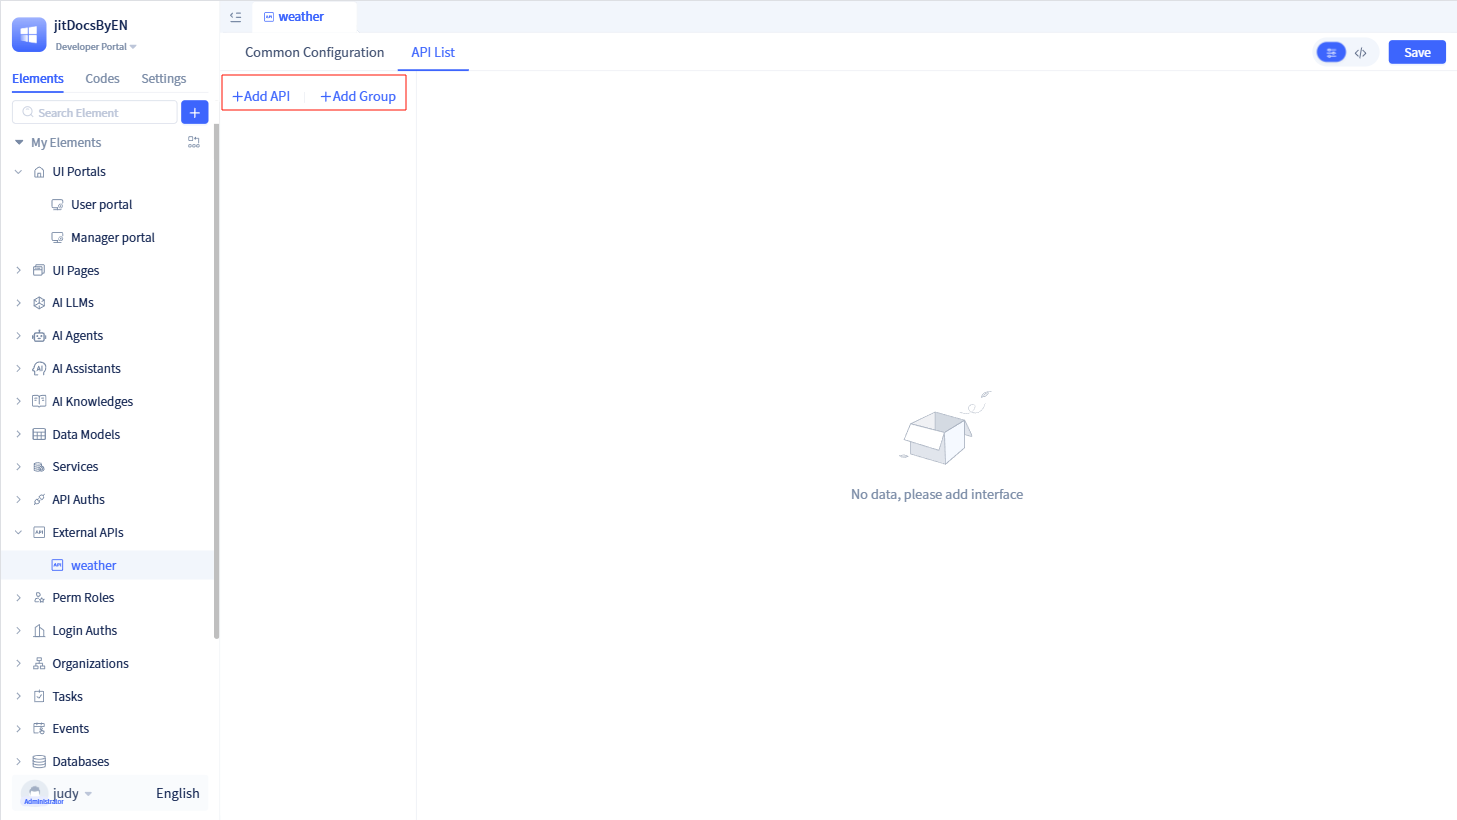 jitDocsByEN
Developer Portal
Elements Codes Settings
Search Element
My Elements
UI Portals
User portal
Manager portal
UI Pages
AI LLMs
AI Agents
AI Assistants
AI Knowledges
Data Models
Services
API Auths
External APIs
weather
Perm Roles
Login Auths
Organizations
Tasks
Events
Databases
judy
Administrator
English
weather
Common Configuration API List
Save
+Add API +Add Group
No data, please add interface